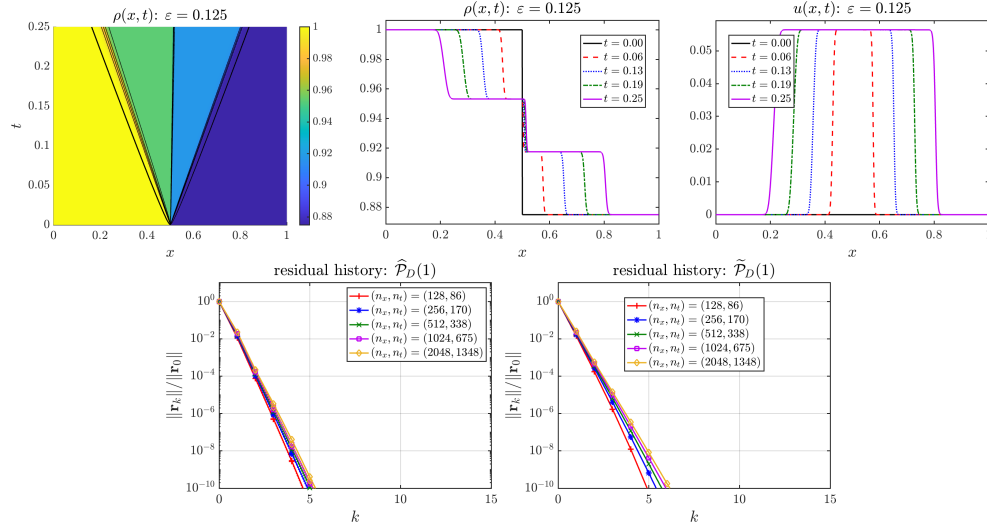 ρ(x, t): ε = 0.125
t
0.25
0.2
0.15
0.1
0.05
0
0 0.2 0.4 0.6 0.8 1
x
1
0.98
0.96
0.94
0.92
0.9
0.88
ρ(x, t): ε = 0.125
1
0.96
0.92
0.88
0 0.2 0.4 0.6 0.8 1
x
t = 0.00
t = 0.06
t = 0.13
t = 0.19
t = 0.25
u(x, t): ε = 0.125
0.05
0.04
0.03
0.02
0.01
0
0 0.2 0.4 0.6 0.8
x
t = 0.00
t = 0.06
t = 0.13
t = 0.19
t = 0.25
residual history: P̂_D(1)
‖r_k‖/‖r_0‖
10^0
10^-2
10^-4
10^-6
10^-8
10^-10
0 5 10 15
k
(n_x, n_t) = (128, 86)
(n_x, n_t) = (256, 170)
(n_x, n_t) = (512, 338)
(n_x, n_t) = (1024, 675)
(n_x, n_t) = (2048, 1348)
residual history: P̃_D(1)
‖r_k‖/‖r_0‖
10^0
10^-2
10^-4
10^-6
10^-8
10^-10
0 5 10 15
k
(n_x, n_t) = (128, 86)
(n_x, n_t) = (256, 170)
(n_x, n_t) = (512, 338)
(n_x, n_t) = (1024, 675)
(n_x, n_t) = (2048, 1348)